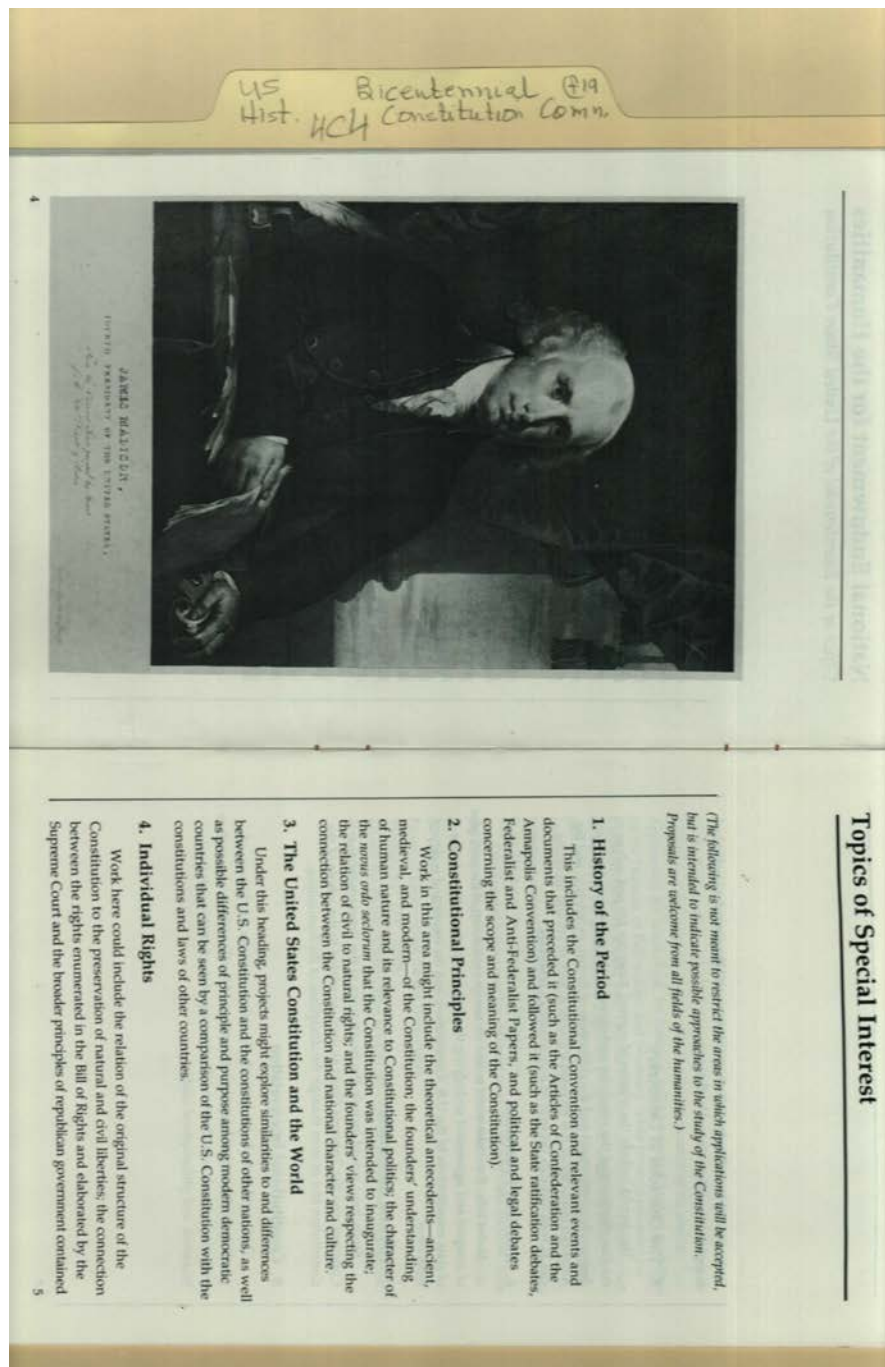 US Bicentennial
Hist. 4CH Constitution Comn.
JAMES MADISON,
FOURTH PRESIDENT OF THE UNITED STATES,
4
Topics of Special Interest
(The following is not meant to restrict the areas in which applications will be accepted,
but is intended to indicate possible approaches to the study of the Constitution.
Proposals are welcome from all fields of the humanities.)
1. History of the Period
This includes the Constitutional Convention and relevant events and
documents that preceded it (such as the Articles of Confederation and the
Annapolis Convention) and followed it (such as the State ratification debates,
Federalist and Anti-Federalist Papers, and political and legal debates
concerning the scope and meaning of the Constitution).
2. Constitutional Principles
Work in this area might include the theoretical antecedents—ancient,
medieval, and modern—of the Constitution; the founders' understanding
of human nature and its relevance to Constitutional politics; the character of
the novus ordo seclorum that the Constitution was intended to inaugurate;
the relation of civil to natural rights; and the founders' views respecting the
connection between the Constitution and national character and culture.
3. The United States Constitution and the World
Under this heading, projects might explore similarities to and differences
between the U.S. Constitution and the constitutions of other nations, as well
as possible differences of principle and purpose among modern democratic
countries that can be seen by a comparison of the U.S. Constitution with the
constitutions and laws of other countries.
4. Individual Rights
Work here could include the relation of the original structure of the
Constitution to the preservation of natural and civil liberties; the connection
between the rights enumerated in the Bill of Rights and elaborated by the
Supreme Court and the broader principles of republican government contained
5